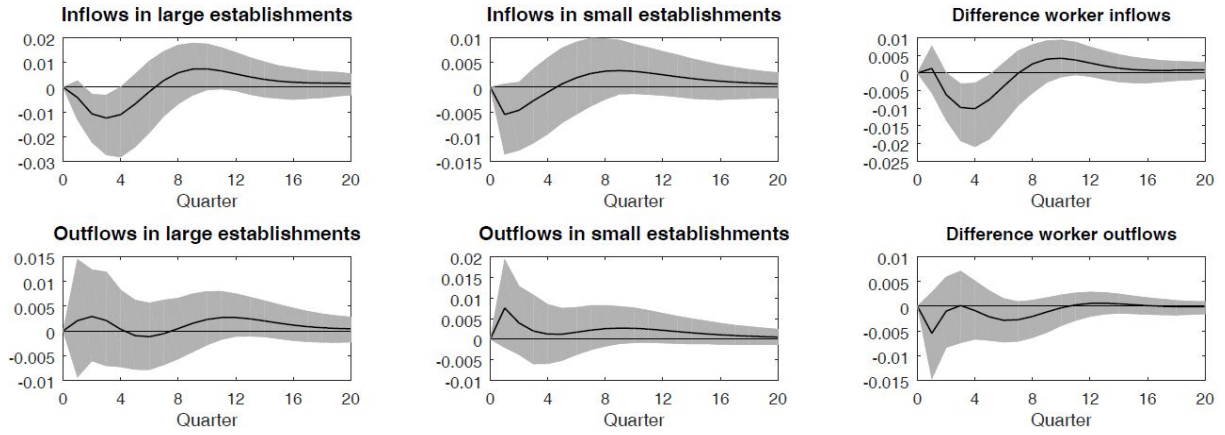 Inflows in large establishments
0.02
0.01
0
-0.01
-0.02
-0.03
0 4 8 12 16 20
Quarter
Inflows in small establishments
0.01
0.005
0
-0.005
-0.01
-0.015
0 4 8 12 16 20
Quarter
Difference worker inflows
0.01
0.005
0
-0.005
-0.01
-0.015
-0.02
-0.025
0 4 8 12 16 20
Quarter
Outflows in large establishments
0.015
0.01
0.005
0
-0.005
-0.01
0 4 8 12 16 20
Quarter
Outflows in small establishments
0.02
0.015
0.01
0.005
0
-0.005
-0.01
0 4 8 12 16 20
Quarter
Difference worker outflows
0.01
0.005
0
-0.005
-0.01
-0.015
0 4 8 12 16 20
Quarter